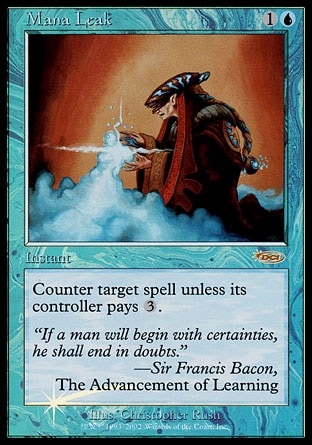 Mana Leak 1
Instant DCI
Counter target spell unless its
controller pays 3.
“If a man will begin with certainties,
he shall end in doubts.”
—Sir Francis Bacon,
The Advancement of Learning
Illus. Christopher Rush